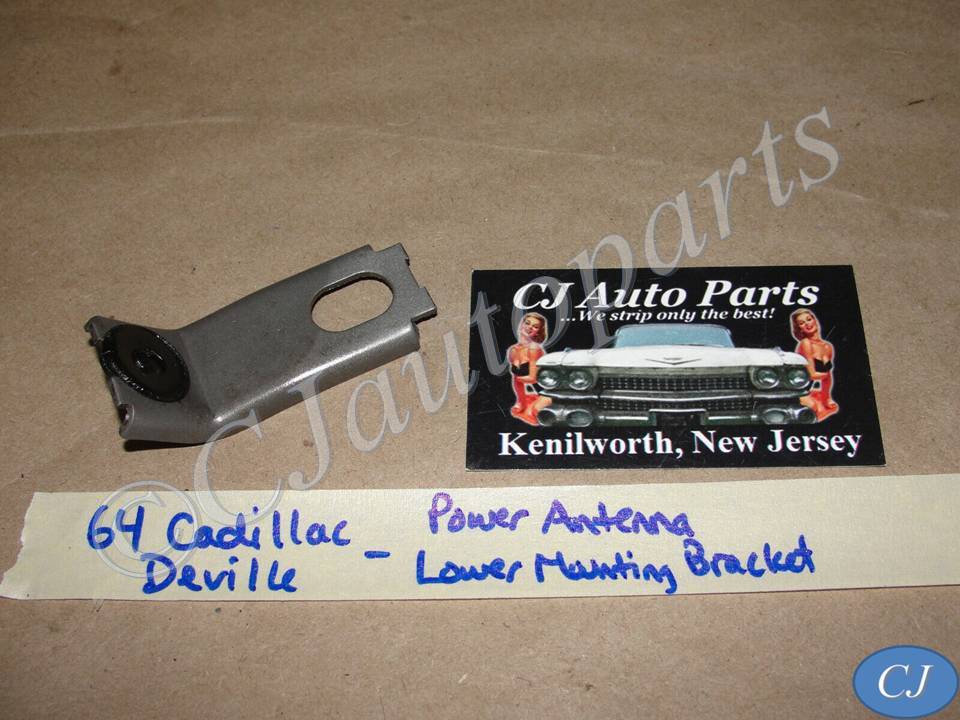 ©CJautoparts
CJ Auto Parts
...We strip only the best!
Kenilworth, New Jersey
64 Cadillac Deville - Power Antenna
Lower Mounting Bracket
CJ